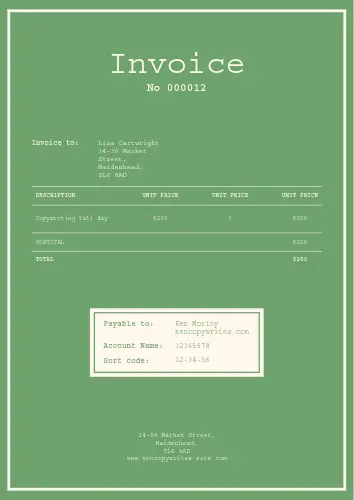 Invoice
No 000012
Invoice to: Lisa Cartwright
34-38 Market
Street,
Maidenhead,
SL6 8AD
DESCRIPTION UNIT PRICE UNIT PRICE UNIT PRICE
Copywriting full day £250 1 £250
SUBTOTAL £250
TOTAL £250
Payable to: Ken Morley
kencopywrites.com
Account Name: 12345678
Sort code: 12-34-56
34-38 Market Street,
Maidenhead,
SL6 8AD
www.kencopywrites-site.com